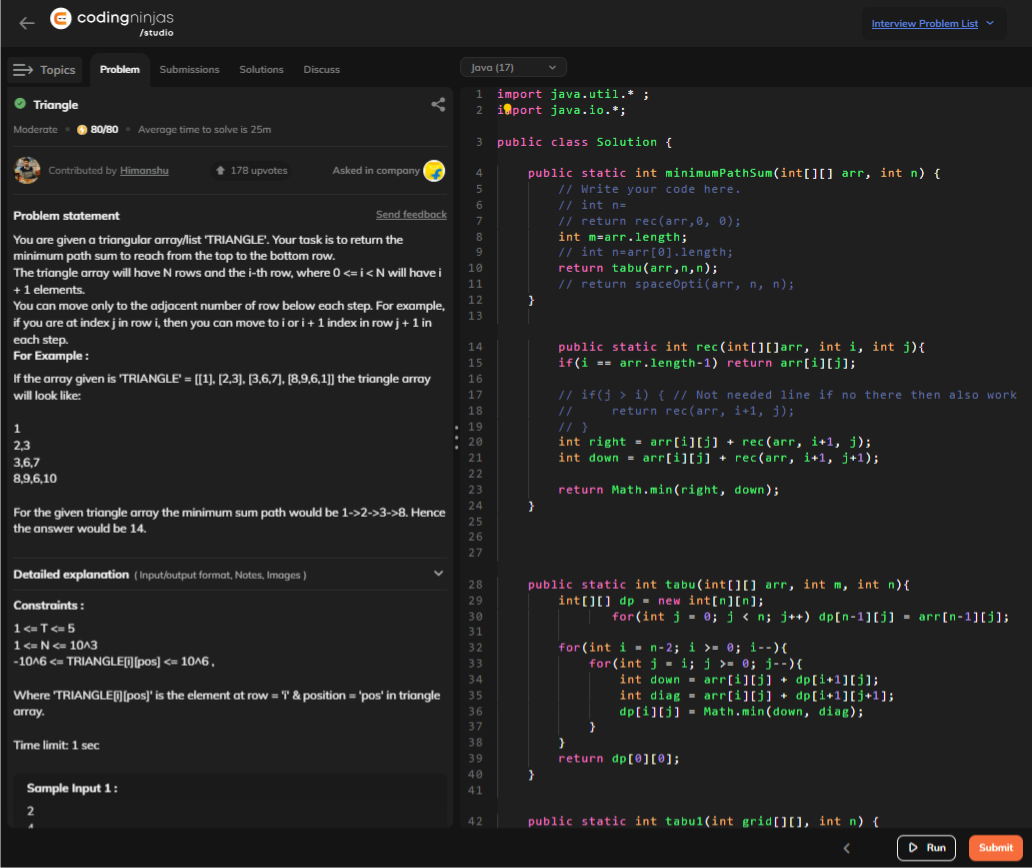 codingninjas
/studio
Interview Problem List
Topics
Problem
Submissions
Solutions
Discuss
Triangle
Moderate
80/80
Average time to solve is 25m
Contributed by Himanshu
178 upvotes
Asked in company
Problem statement
Send feedback
You are given a triangular array/list 'TRIANGLE'. Your task is to return the
minimum path sum to reach from the top to the bottom row.
The triangle array will have N rows and the i-th row, where 0 <= i < N will have i
+ 1 elements.
You can move only to the adjacent number of row below each step. For example,
if you are at index j in row i, then you can move to i or i + 1 index in row j + 1 in
each step.
For Example :
If the array given is 'TRIANGLE' = [[1], [2,3], [3,6,7], [8,9,6,1]] the triangle array
will look like:
1
2,3
3,6,7
8,9,6,10
For the given triangle array the minimum sum path would be 1->2->3->8. Hence
the answer would be 14.
Detailed explanation ( Input/output format, Notes, Images )
Constraints :
1 <= T <= 5
1 <= N <= 10^3
-10^6 <= TRIANGLE[i][pos] <= 10^6 ,
Where 'TRIANGLE[i][pos]' is the element at row = 'i' & position = 'pos' in triangle
array.
Time limit: 1 sec
Sample Input 1 :
2
4
Java (17)
1 import java.util.* ;
2 import java.io.*;
3 public class Solution {
4 public static int minimumPathSum(int[][] arr, int n) {
5 // Write your code here.
6 // int n=
7 // return rec(arr,0, 0);
8 int m=arr.length;
9 // int n=arr[0].length;
10 return tabu(arr,n,n);
11 // return spaceOpti(arr, n, n);
12 }
13
14 public static int rec(int[][]arr, int i, int j){
15 if(i == arr.length-1) return arr[i][j];
16
17 // if(j > i) { // Not needed line if no there then also work
18 // return rec(arr, i+1, j);
19 // }
20 int right = arr[i][j] + rec(arr, i+1, j);
21 int down = arr[i][j] + rec(arr, i+1, j+1);
22
23 return Math.min(right, down);
24 }
25
26
27
28 public static int tabu(int[][] arr, int m, int n){
29 int[][] dp = new int[n][n];
30 for(int j = 0; j < n; j++) dp[n-1][j] = arr[n-1][j];
31
32 for(int i = n-2; i >= 0; i--){
33 for(int j = i; j >= 0; j--){
34 int down = arr[i][j] + dp[i+1][j];
35 int diag = arr[i][j] + dp[i+1][j+1];
36 dp[i][j] = Math.min(down, diag);
37 }
38 }
39 return dp[0][0];
40 }
41
42 public static int tabu1(int grid[][], int n) {
Run
Submit